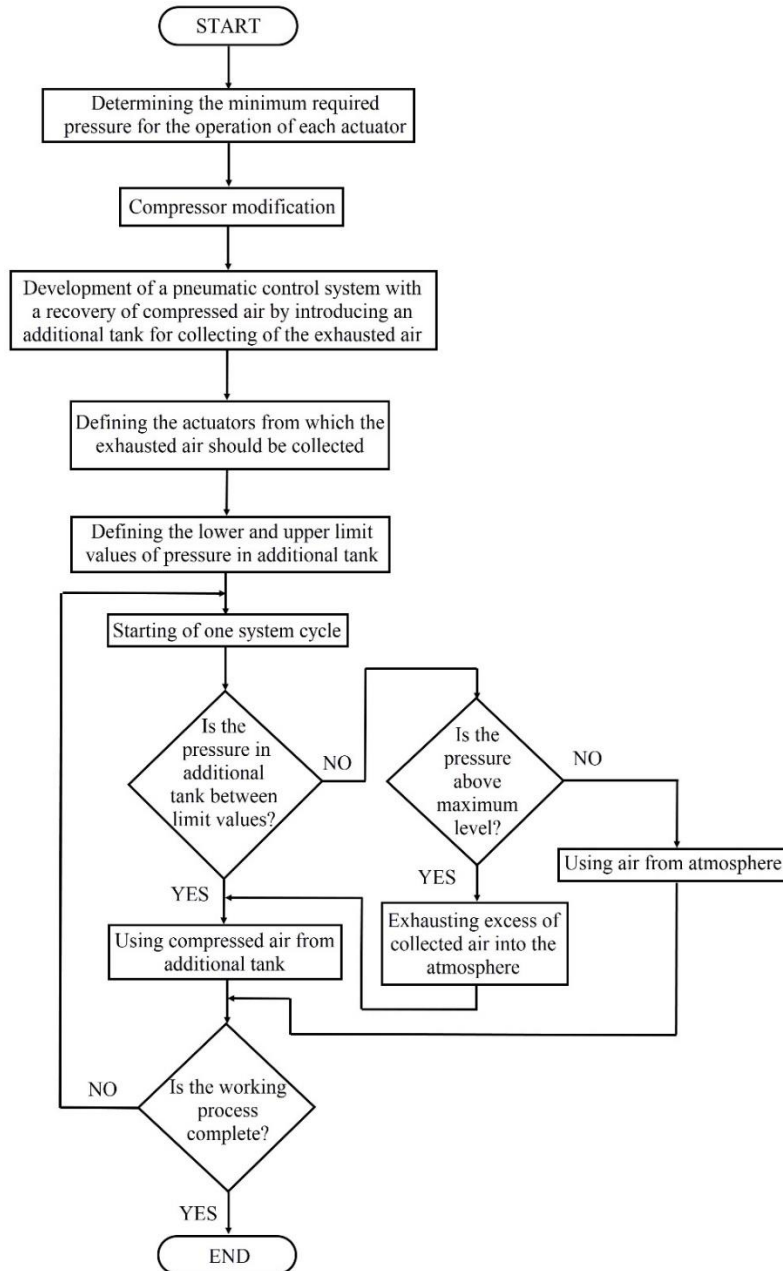 START
Determining the minimum required
pressure for the operation of each actuator
Compressor modification
Development of a pneumatic control system with
a recovery of compressed air by introducing an
additional tank for collecting of the exhausted air
Defining the actuators from which the
exhausted air should be collected
Defining the lower and upper limit
values of pressure in additional tank
Starting of one system cycle
Is the
pressure in
additional
tank between
limit values?
NO
Is the
pressure
above
maximum
level?
NO
Using air from atmosphere
YES
YES
Using compressed air from
additional tank
Exhausting excess of
collected air into the
atmosphere
NO
Is the working
process
complete?
YES
END